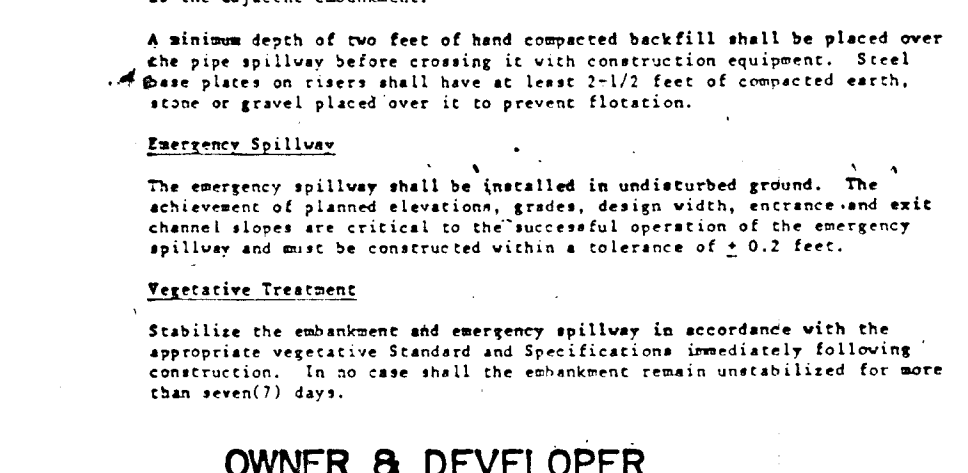 to the adjacent embankment.
A minimum depth of two feet of hand compacted backfill shall be placed over
the pipe spillway before crossing it with construction equipment. Steel
base plates on risers shall have at least 2-1/2 feet of compacted earth,
stone or gravel placed over it to prevent flotation.
Emergency Spillway
The emergency spillway shall be installed in undisturbed ground. The
achievement of planned elevations, grades, design width, entrance and exit
channel slopes are critical to the successful operation of the emergency
spillway and must be constructed within a tolerance of ± 0.2 feet.
Vegetative Treatment
Stabilize the embankment and emergency spillway in accordance with the
appropriate vegetative Standard and Specifications immediately following
construction. In no case shall the embankment remain unstabilized for more
than seven(7) days.
OWNER & DEVELOPER